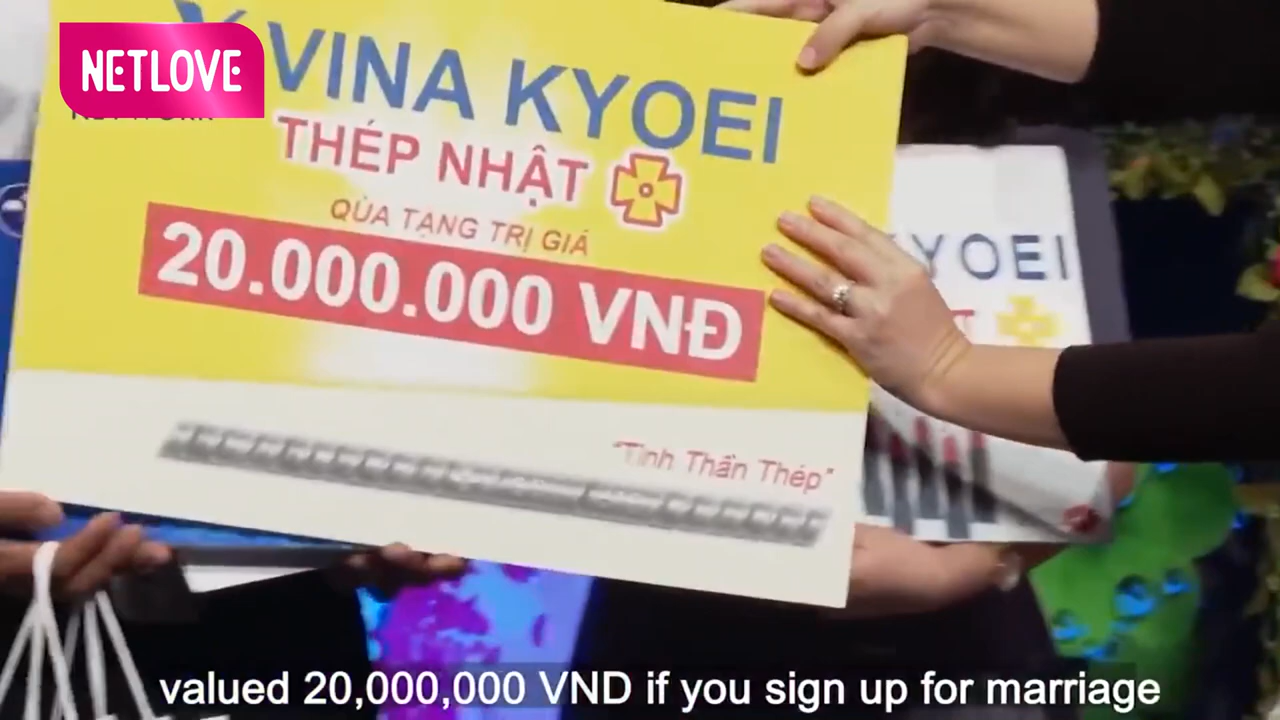 NETLOVE
VINA KYOEI
THÉP NHẬT
QÙA TẠNG TRỊ GIÁ
20.000.000 VNĐ
"Tinh Thần Thép"
KYOEI
valued 20,000,000 VND if you sign up for marriage